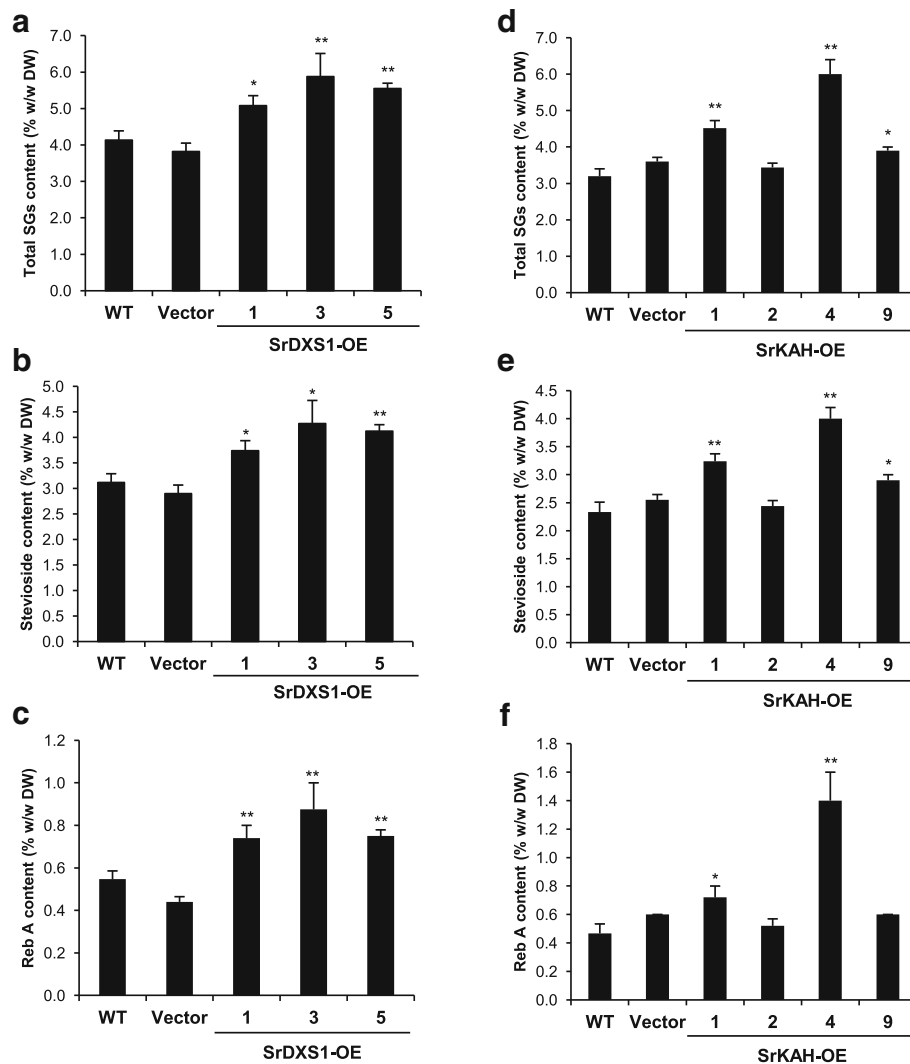 a
Total SGs content (% w/w DW)
7.0
6.0
5.0
4.0
3.0
2.0
1.0
0.0
*
**
**
WT Vector 1 3 5
SrDXS1-OE
b
Stevioside content (% w/w DW)
5.0
4.5
4.0
3.5
3.0
2.5
2.0
1.5
1.0
0.5
0.0
*
*
**
WT Vector 1 3 5
SrDXS1-OE
c
Reb A content (% w/w DW)
1.2
1.0
0.8
0.6
0.4
0.2
0.0
**
**
**
WT Vector 1 3 5
SrDXS1-OE
d
Total SGs content (% w/w DW)
7.0
6.0
5.0
4.0
3.0
2.0
1.0
0.0
**
**
*
WT Vector 1 2 4 9
SrKAH-OE
e
Stevioside content (% w/w DW)
4.5
4.0
3.5
3.0
2.5
2.0
1.5
1.0
0.5
0.0
**
**
*
WT Vector 1 2 4 9
SrKAH-OE
f
Reb A content (% w/w DW)
1.8
1.6
1.4
1.2
1.0
0.8
0.6
0.4
0.2
0.0
*
**
WT Vector 1 2 4 9
SrKAH-OE